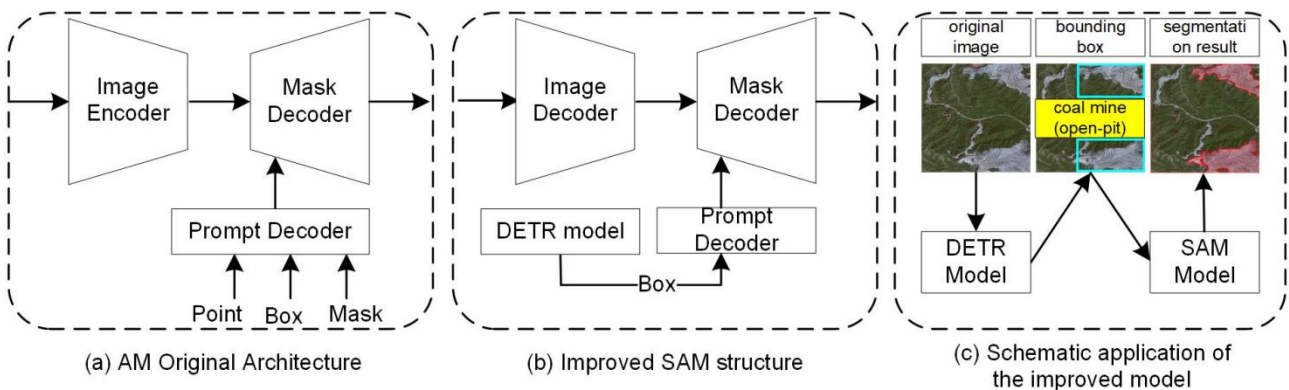 Image
Encoder
Mask
Decoder
Prompt Decoder
Point
Box
Mask
(a) AM Original Architecture
Image
Decoder
Mask
Decoder
DETR model
Prompt
Decoder
Box
(b) Improved SAM structure
original
image
bounding
box
segmentati
on result
coal mine
(open-pit)
DETR
Model
SAM
Model
(c) Schematic application of
the improved model